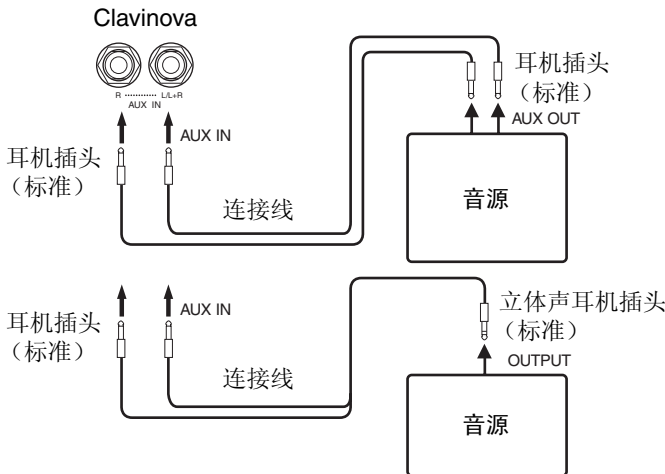 Clavinova
R ············ L/L+R
AUX IN
AUX IN
耳机插头
（标准）
连接线
耳机插头
（标准）
AUX OUT
音源
AUX IN
耳机插头
（标准）
连接线
立体声耳机插头
（标准）
OUTPUT
音源